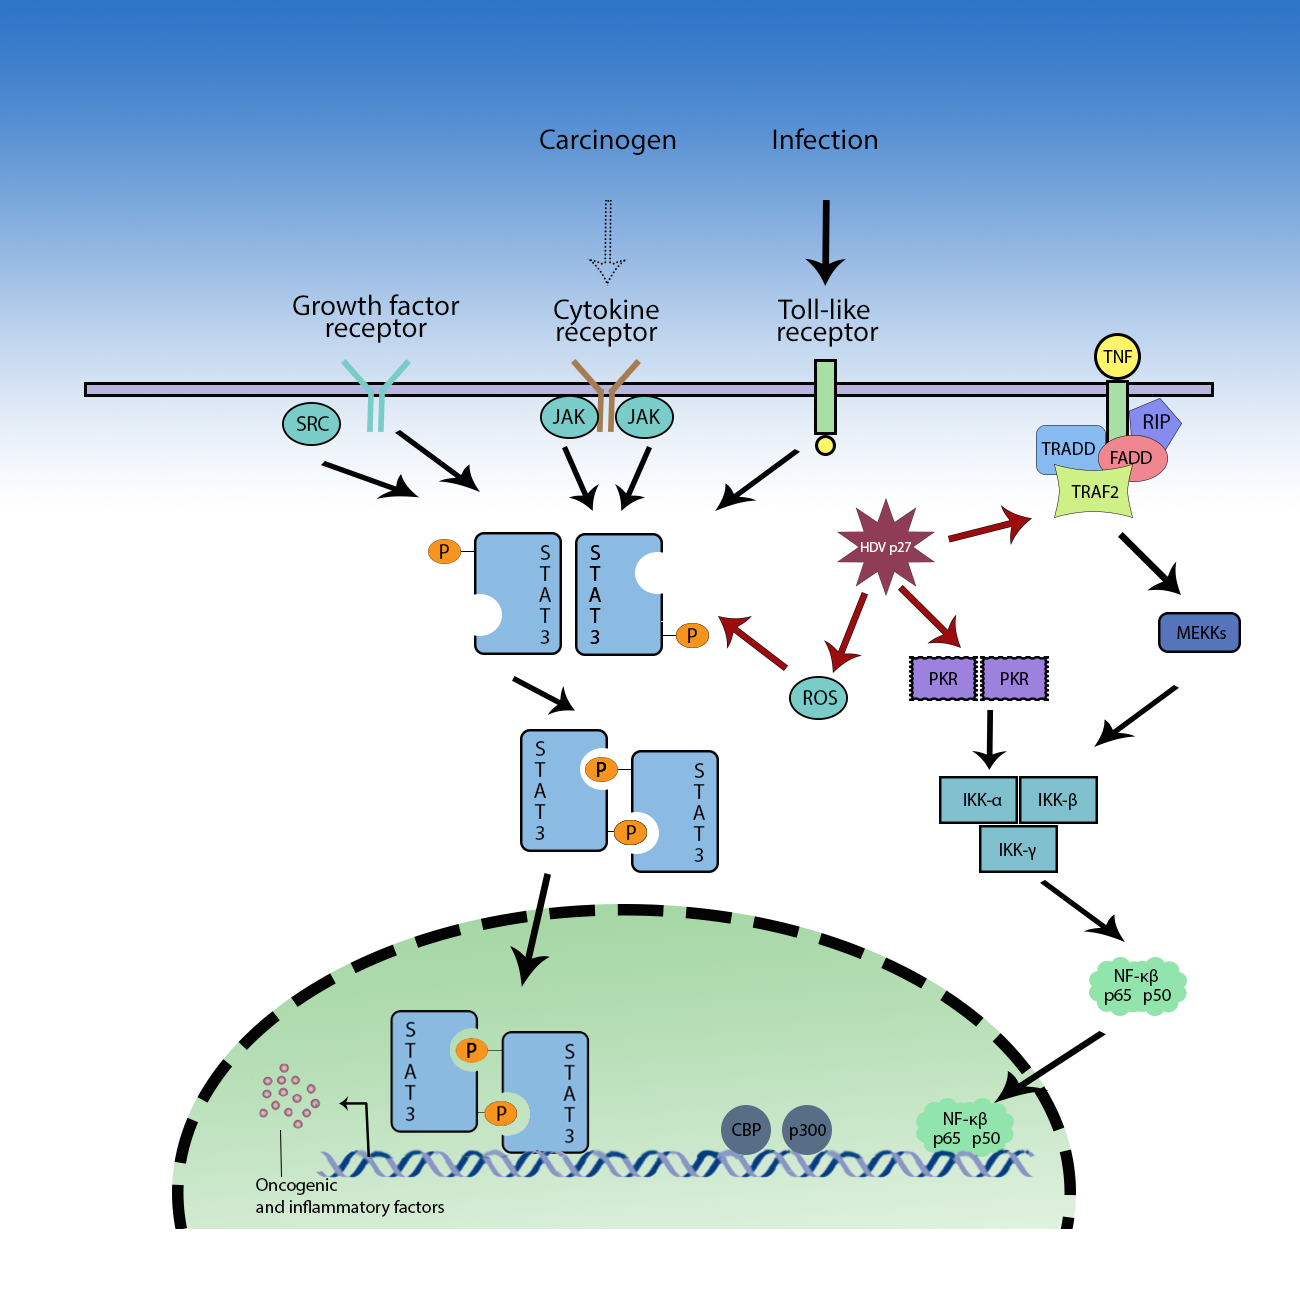 Carcinogen
Infection
Growth factor
receptor
Cytokine
receptor
Toll-like
receptor
TNF
SRC
JAK
JAK
RIP
TRADD
FADD
TRAF2
HDV p27
P
S
T
A
T
3
S
T
A
T
3
P
MEKKs
ROS
PKR
PKR
S
T
A
T
3
P
P
S
T
A
T
3
IKK-α
IKK-β
IKK-γ
NF-κβ
p65 p50
S
T
A
T
3
P
P
S
T
A
T
3
CBP
p300
NF-κβ
p65 p50
Oncogenic
and inflammatory factors